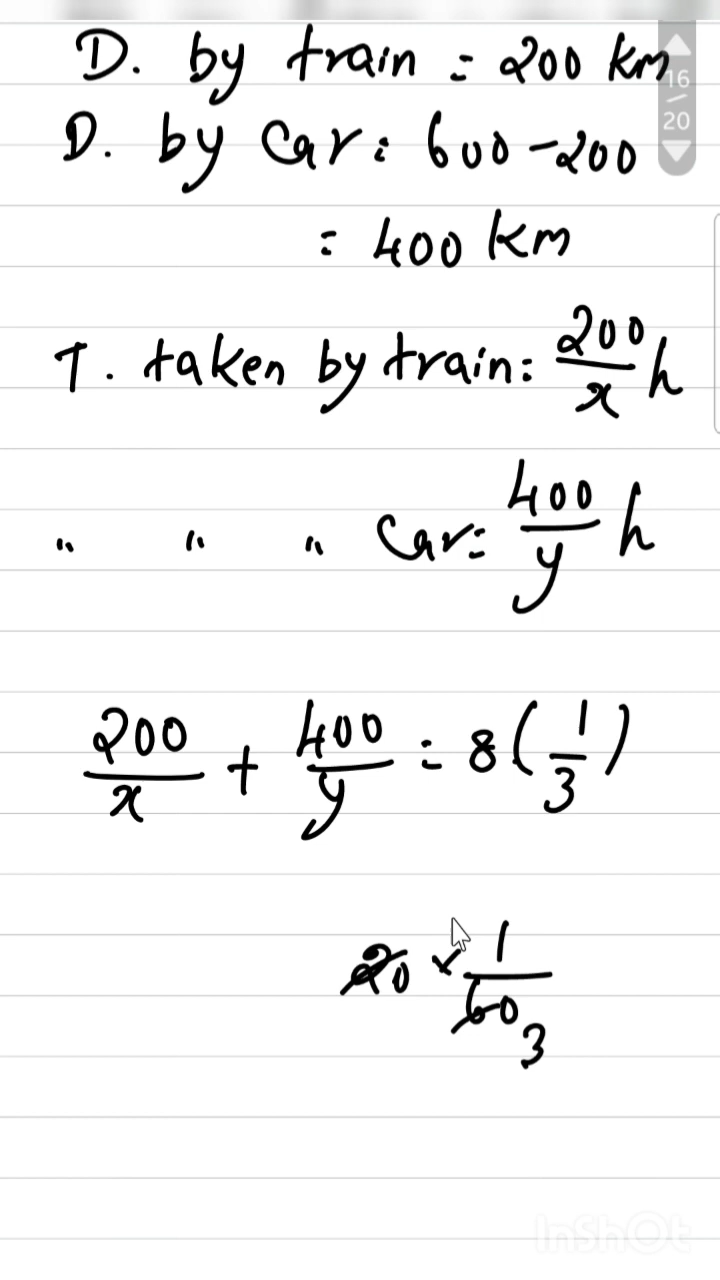 D. by train = 200 km
16
20
D. by Car = 600 - 200
= 400 km
T. taken by train = 200/x h
" " " Car = 400/y h
200/x + 400/y = 8(1/3)
20 × 1/60
3
InShOt